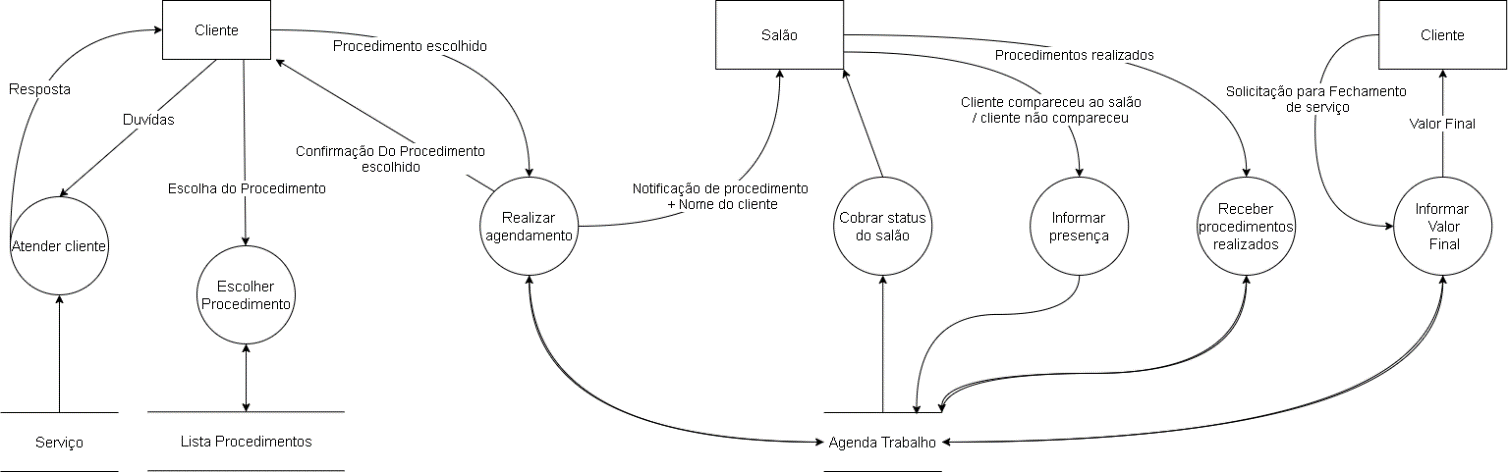 Cliente
Salão
Cliente
Procedimento escolhido
Procedimentos realizados
Resposta
Duvídas
Cliente compareceu ao salão
/ cliente não compareceu
Solicitação para Fechamento
de serviço
Valor Final
Confirmação Do Procedimento
escolhido
Escolha do Procedimento
Notificação de procedimento
+ Nome do cliente
Atender cliente
Escolher
Procedimento
Realizar
agendamento
Cobrar status
do salão
Informar
presença
Receber
procedimentos
realizados
Informar
Valor
Final
Serviço
Lista Procedimentos
Agenda Trabalho